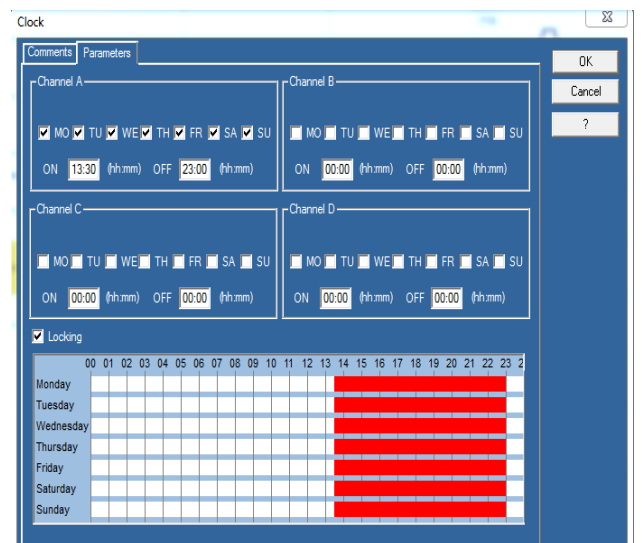 Clock
Comments Parameters
OK
Cancel
?
Channel A
MO TU WE TH FR SA SU
ON 13:30 (hh:mm) OFF 23:00 (hh:mm)
Channel B
MO TU WE TH FR SA SU
ON 00:00 (hh:mm) OFF 00:00 (hh:mm)
Channel C
MO TU WE TH FR SA SU
ON 00:00 (hh:mm) OFF 00:00 (hh:mm)
Channel D
MO TU WE TH FR SA SU
ON 00:00 (hh:mm) OFF 00:00 (hh:mm)
Locking
00 01 02 03 04 05 06 07 08 09 10 11 12 13 14 15 16 17 18 19 20 21 22 23 2
Monday
Tuesday
Wednesday
Thursday
Friday
Saturday
Sunday